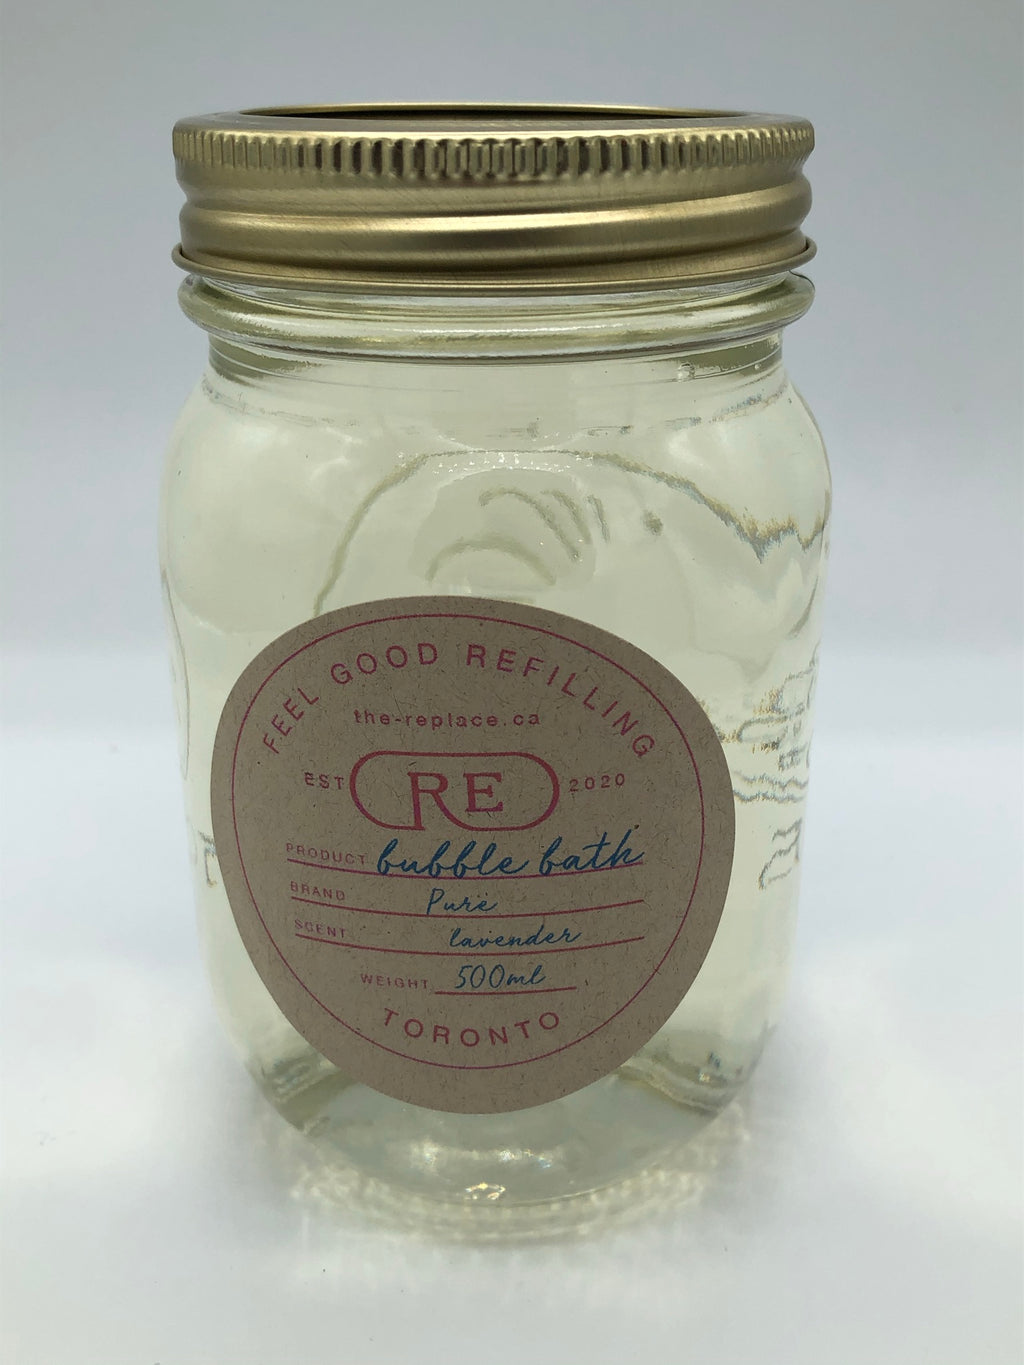 FEEL GOOD REFILLING
the-replace.ca
EST RE 2020
PRODUCT bubble bath
BRAND Pure
SCENT lavender
WEIGHT 500ml
TORONTO